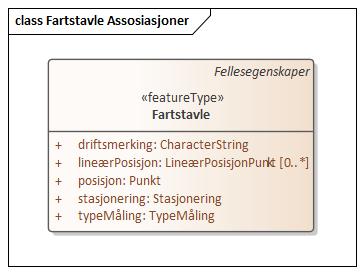 class Fartstavle Assosiasjoner
Fellesegenskaper
«featureType»
Fartstavle
+ driftsmerking: CharacterString
+ lineærPosisjon: LineærPosisjonPunkt [0..*]
+ posisjon: Punkt
+ stasjonering: Stasjonering
+ typeMåling: TypeMåling